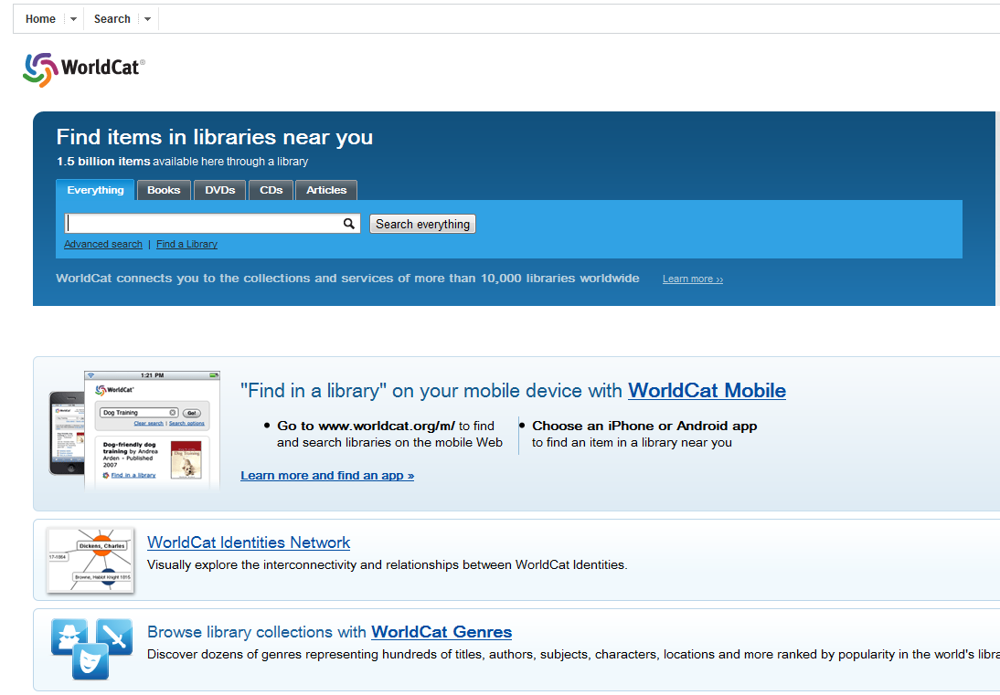 Home Search
WorldCat®
Find items in libraries near you
1.5 billion items available here through a library
Everything Books DVDs CDs Articles
Search everything
Advanced search | Find a Library
WorldCat connects you to the collections and services of more than 10,000 libraries worldwide Learn more ››
1:21 PM
WorldCat®
Dog Training Go!
Clear search | Search options
Dog-friendly dog
training by Andrea
Arden - Published
2007
Find in a library
Dog Training
"Find in a library" on your mobile device with WorldCat Mobile
• Go to www.worldcat.org/m/ to find
and search libraries on the mobile Web
• Choose an iPhone or Android app
to find an item in a library near you
Learn more and find an app »
Dickens, Charles
17-1864
Browne, Hablot Knight 1815
WorldCat Identities Network
Visually explore the interconnectivity and relationships between WorldCat Identities.
Browse library collections with WorldCat Genres
Discover dozens of genres representing hundreds of titles, authors, subjects, characters, locations and more ranked by popularity in the world's libra